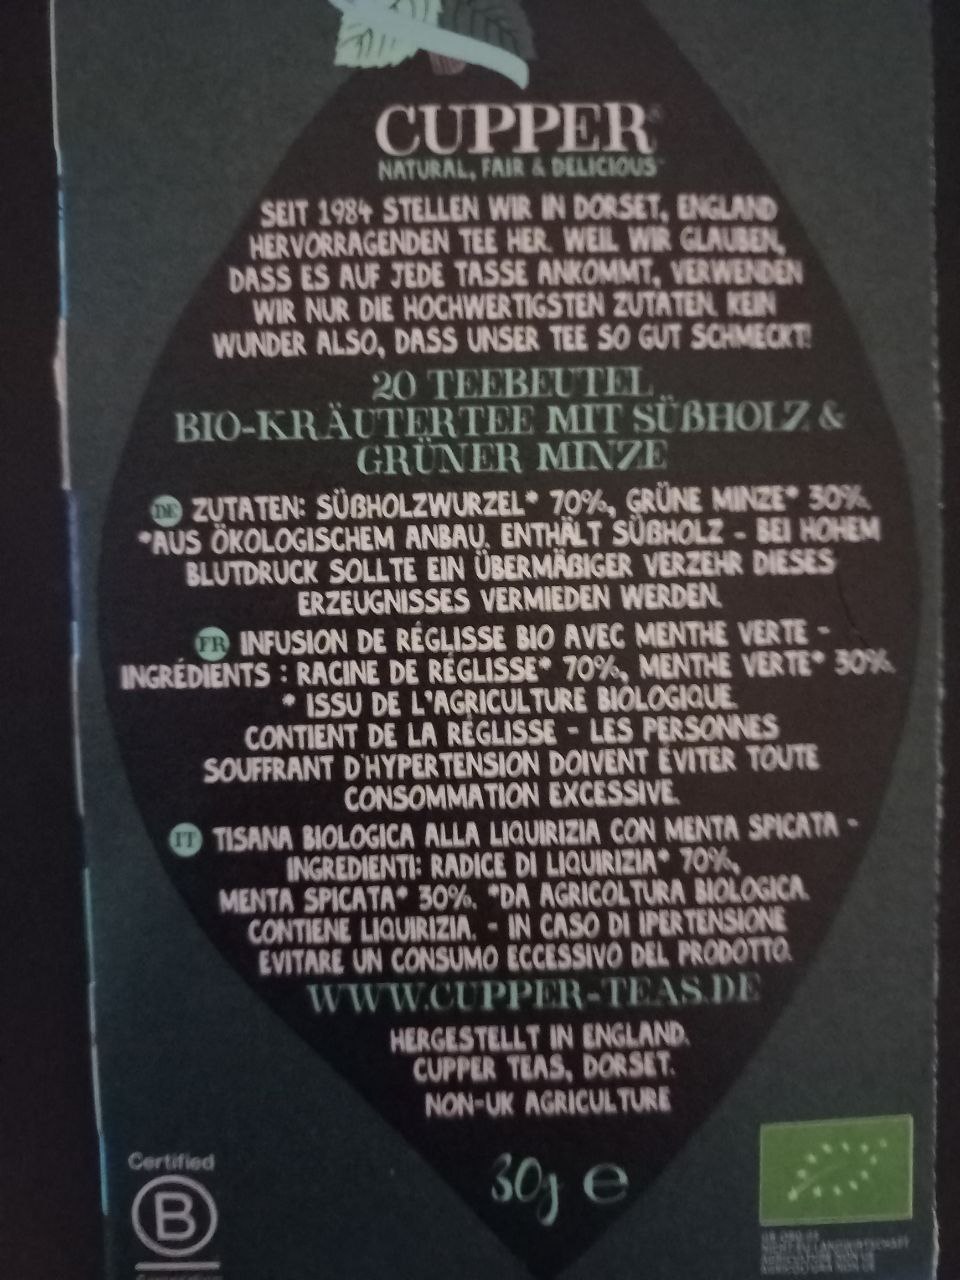 CUPPER
NATURAL, FAIR & DELICIOUS
SEIT 1984 STELLEN WIR IN DORSET, ENGLAND
HERVORRAGENDEN TEE HER. WEIL WIR GLAUBEN,
DASS ES AUF JEDE TASSE ANKOMMT, VERWENDEN
WIR NUR DIE HOCHWERTIGSTEN ZUTATEN. KEIN
WUNDER ALSO, DASS UNSER TEE SO GUT SCHMECKT!
20 TEEBEUTEL
BIO-KRÄUTERTEE MIT SÜßHOLZ &
GRÜNER MINZE
DE ZUTATEN: SÜßHOLZWURZEL* 70%, GRÜNE MINZE* 30%.
*AUS ÖKOLOGISCHEM ANBAU. ENTHÄLT SÜßHOLZ - BEI HOHEM
BLUTDRUCK SOLLTE EIN ÜBERMÄßIGER VERZEHR DIESES
ERZEUGNISSES VERMIEDEN WERDEN.
FR INFUSION DE RÉGLISSE BIO AVEC MENTHE VERTE -
INGRÉDIENTS : RACINE DE RÉGLISSE* 70%, MENTHE VERTE* 30%.
* ISSU DE L'AGRICULTURE BIOLOGIQUE.
CONTIENT DE LA RÉGLISSE - LES PERSONNES
SOUFFRANT D'HYPERTENSION DOIVENT ÉVITER TOUTE
CONSOMMATION EXCESSIVE.
IT TISANA BIOLOGICA ALLA LIQUIRIZIA CON MENTA SPICATA -
INGREDIENTI: RADICE DI LIQUIRIZIA* 70%,
MENTA SPICATA* 30%. *DA AGRICOLTURA BIOLOGICA.
CONTIENE LIQUIRIZIA. - IN CASO DI IPERTENSIONE
EVITARE UN CONSUMO ECCESSIVO DEL PRODOTTO.
WWW.CUPPER-TEAS.DE
HERGESTELLT IN ENGLAND.
CUPPER TEAS, DORSET.
NON-UK AGRICULTURE
30g e
Certified
B